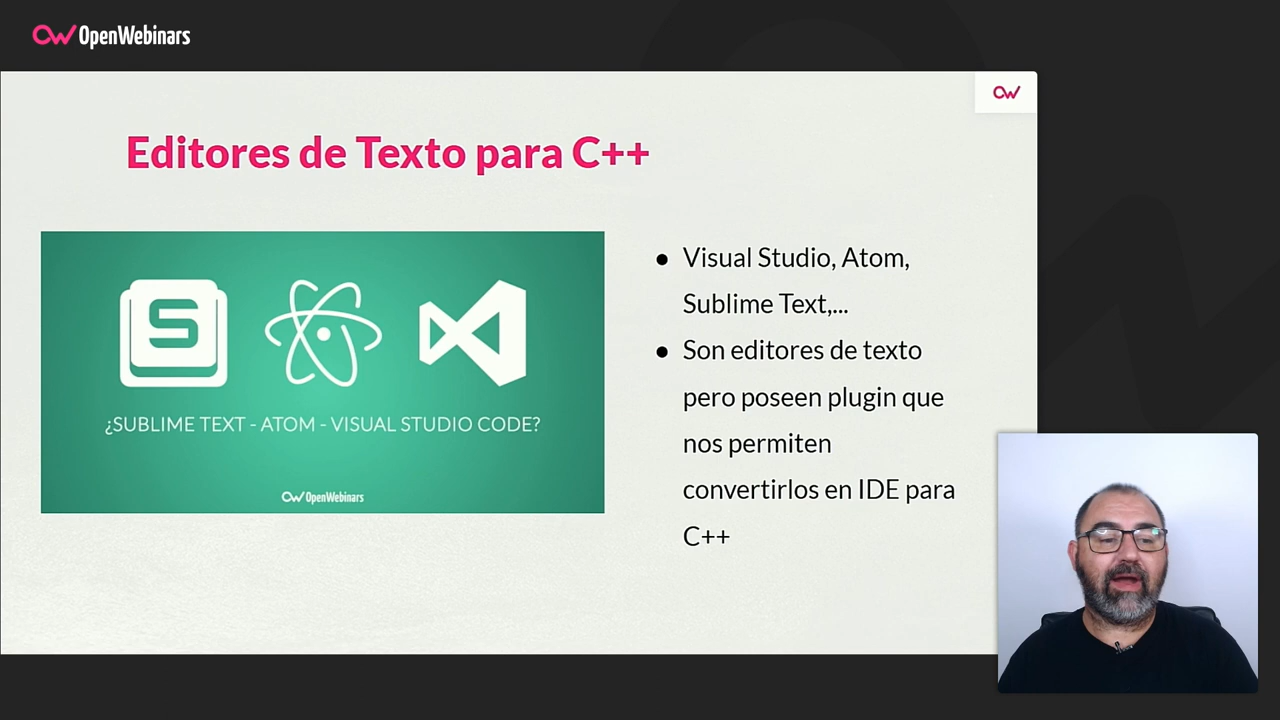 OpenWebinars
Editores de Texto para C++
¿SUBLIME TEXT - ATOM - VISUAL STUDIO CODE?
OpenWebinars
● Visual Studio, Atom,
Sublime Text,...
● Son editores de texto
pero poseen plugin que
nos permiten
convertirlos en IDE para
C++